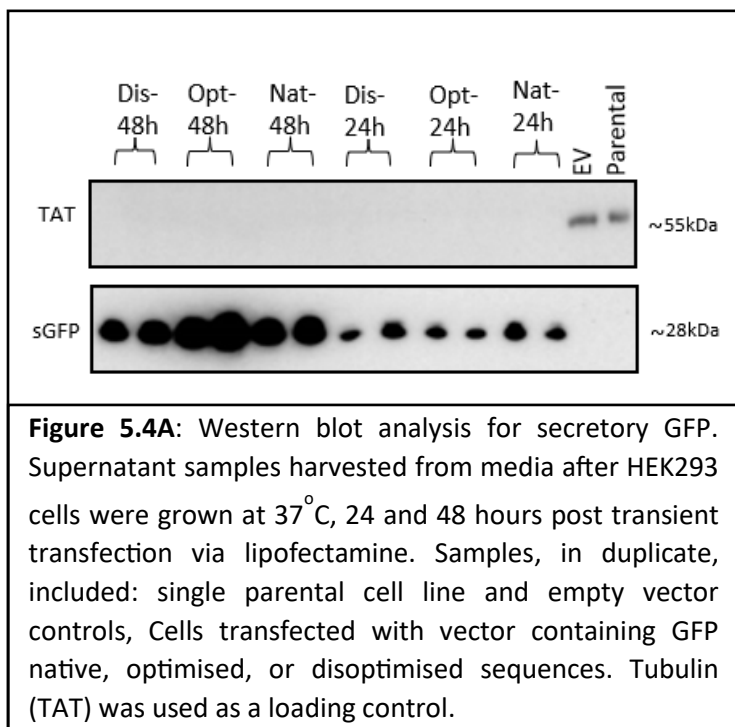 Dis- Opt- Nat- Dis- Opt- Nat-
48h 48h 48h 24h 24h 24h EV Parental
TAT ~55kDa
sGFP ~28kDa
Figure 5.4A: Western blot analysis for secretory GFP.
Supernatant samples harvested from media after HEK293
cells were grown at 37°C, 24 and 48 hours post transient
transfection via lipofectamine. Samples, in duplicate,
included: single parental cell line and empty vector
controls, Cells transfected with vector containing GFP
native, optimised, or disoptimised sequences. Tubulin
(TAT) was used as a loading control.